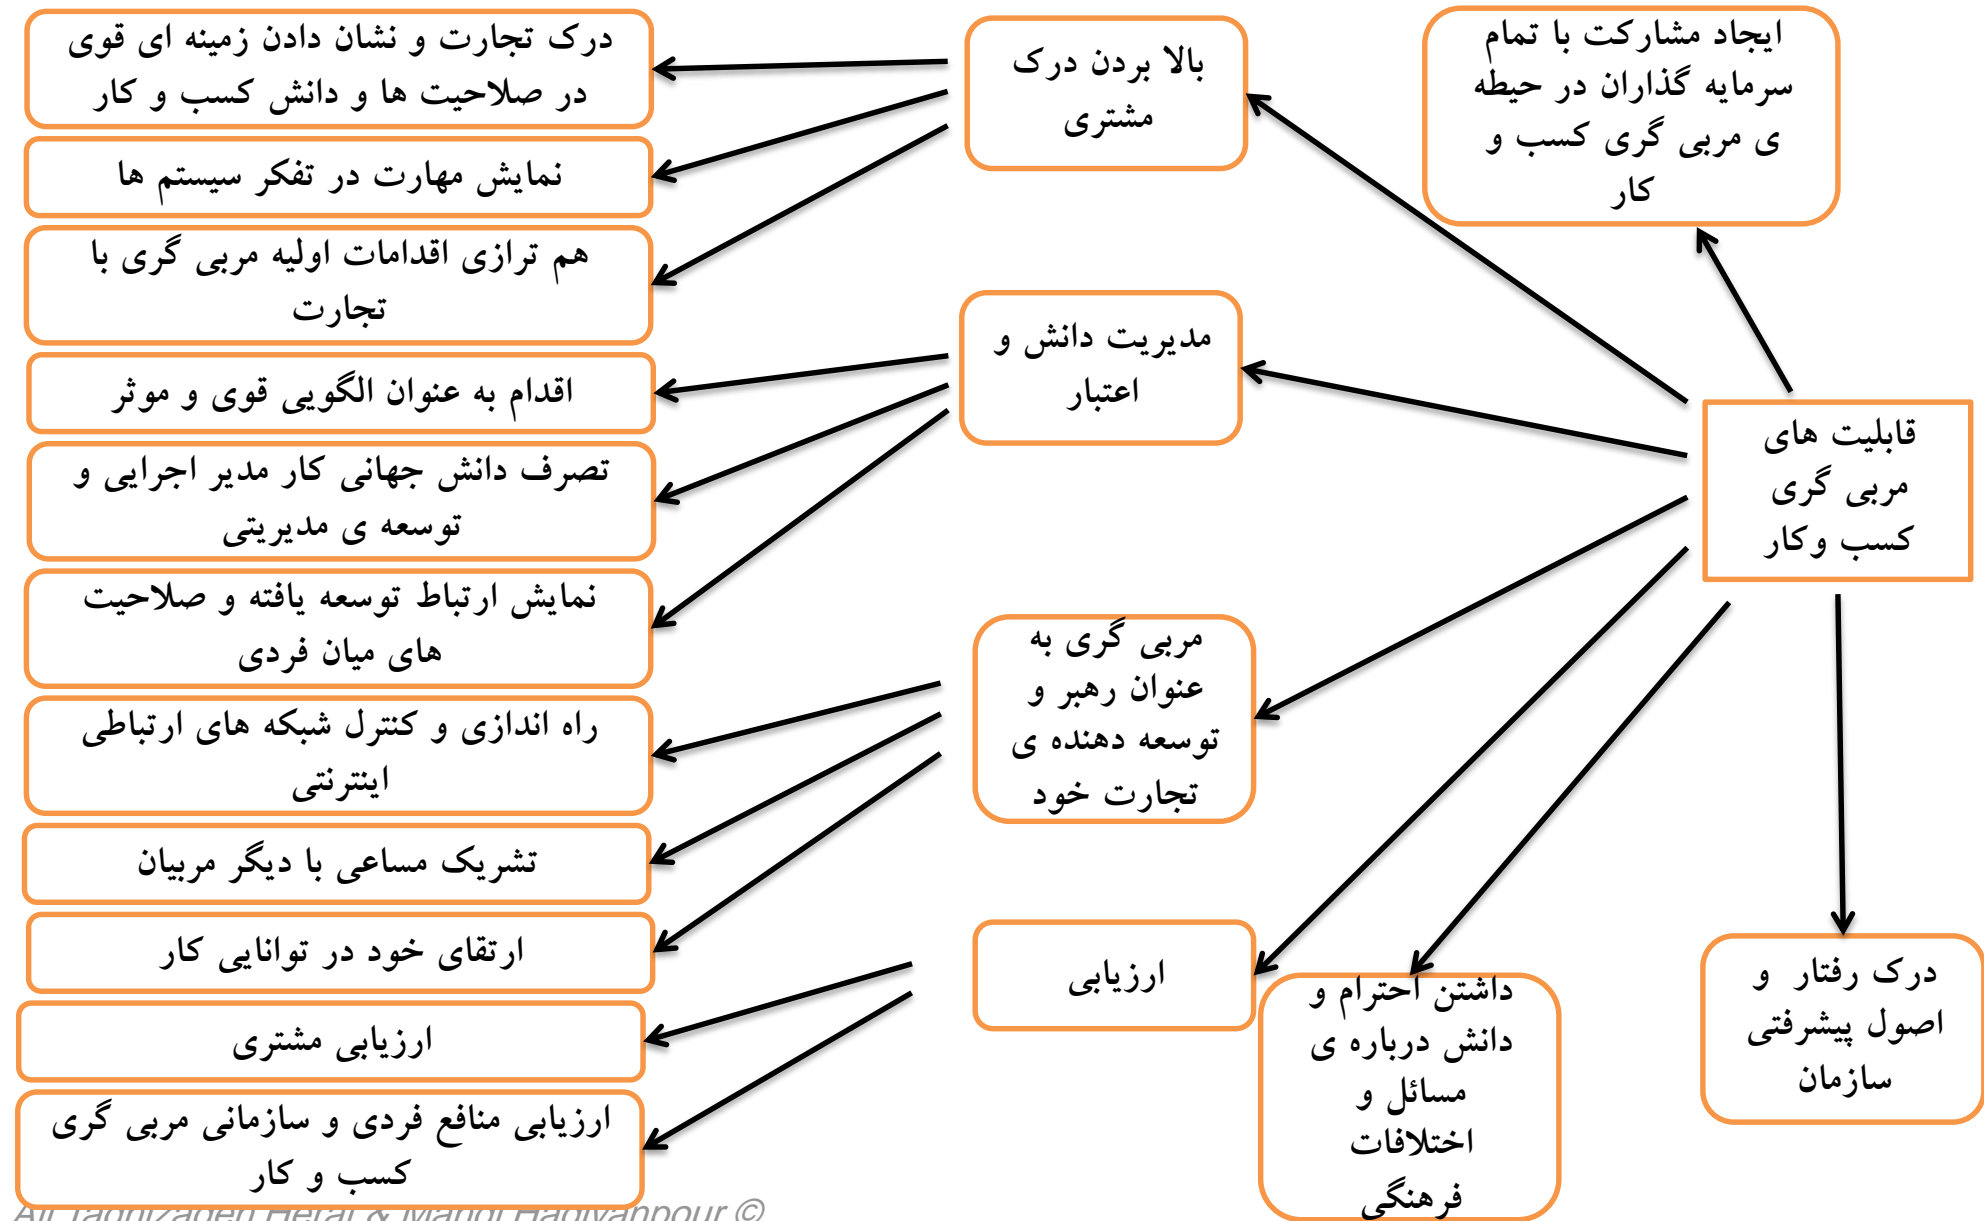 ایجاد مشارکت با تمام
سرمایه گذاران در حیطه
ی مربی گری کسب و
کار
قابلیت های
مربی گری
کسب وکار
درک رفتار و
اصول پیشرفتی
سازمان
داشتن احترام و
دانش درباره ی
مسائل و
اختلافات
فرهنگی
بالا بردن درک
مشتری
مدیریت دانش و
اعتبار
مربی گری به
عنوان رهبر و
توسعه دهنده ی
تجارت خود
ارزیابی
درک تجارت و نشان دادن زمینه ای قوی
در صلاحیت ها و دانش کسب و کار
نمایش مهارت در تفکر سیستم ها
هم ترازی اقدامات اولیه مربی گری با
تجارت
اقدام به عنوان الگویی قوی و موثر
تصرف دانش جهانی کار مدیر اجرایی و
توسعه ی مدیریتی
نمایش ارتباط توسعه یافته و صلاحیت
های میان فردی
راه اندازی و کنترل شبکه های ارتباطی
اینترنتی
تشریک مساعی با دیگر مربیان
ارتقای خود در توانایی کار
ارزیابی مشتری
ارزیابی منافع فردی و سازمانی مربی گری
کسب و کار
Ali Taghizadeh Herat & Mahdi Hadiyanpour ©